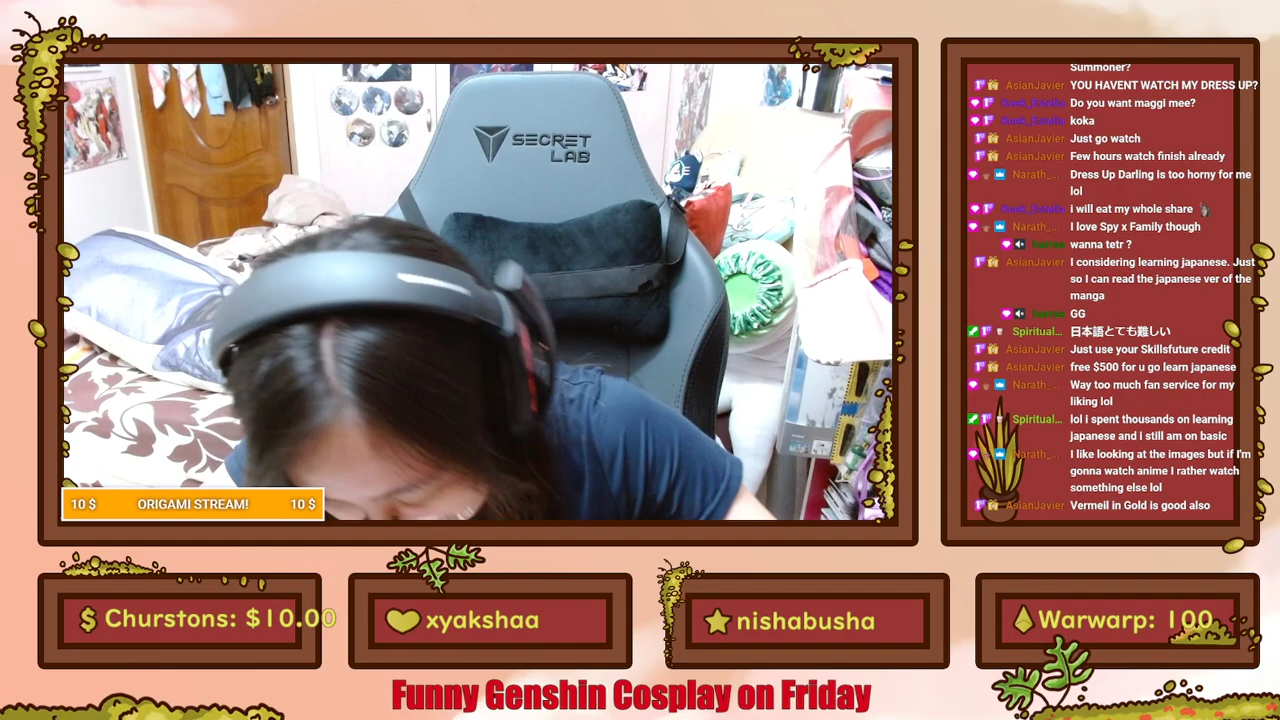 SECRET
LAB
10 $ ORIGAMI STREAM! 10 $
Summoner?
AsianJavier YOU HAVENT WATCH MY DRESS UP?
Keek_Estella Do you want maggi mee?
Keek_Estella koka
AsianJavier Just go watch
AsianJavier Few hours watch finish already
Narath_... Dress Up Darling is too horny for me
lol
Keek_Estella i will eat my whole share
Narath_... I love Spy x Family though
wanna tetr ?
AsianJavier I considering learning japanese. Just
so I can read the japanese ver of the
manga
GG
Spiritual... 日本語とても難しい
AsianJavier Just use your Skillsfuture credit
AsianJavier free $500 for u go learn japanese
Narath_... Way too much fan service for my
liking lol
Spiritual... lol i spent thousands on learning
japanese and i still am on basic
Narath_... I like looking at the images but if I'm
gonna watch anime I rather watch
something else lol
AsianJavier Vermeil in Gold is good also
Churstons: $10.00
xyakshaa
nishabusha
Warwarp: 100
Funny Genshin Cosplay on Friday